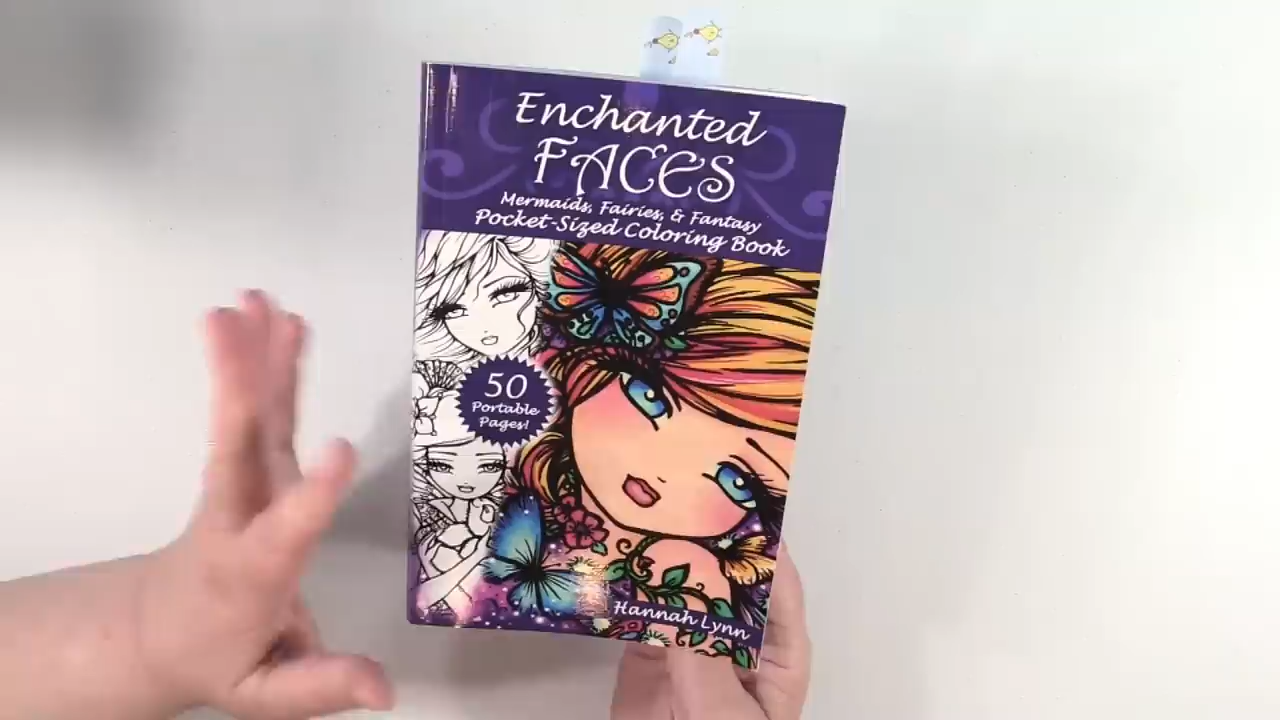 Enchanted
FACES
Mermaids, Fairies, & Fantasy
Pocket-Sized Coloring Book
50
Portable
Pages!
Hannah Lynn